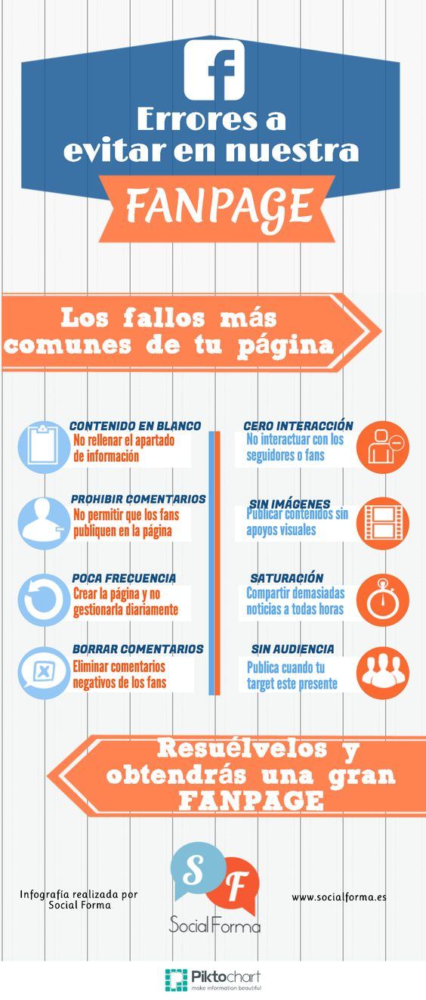 f
Errores a
evitar en nuestra
FANPAGE
Los fallos más
comunes de tu página
CONTENIDO EN BLANCO
No rellenar el apartado
de información
PROHIBIR COMENTARIOS
No permitir que los fans
publiquen en la página
POCA FRECUENCIA
Crear la página y no
gestionarla diariamente
BORRAR COMENTARIOS
Eliminar comentarios
negativos de los fans
CERO INTERACCIÓN
No interactuar con los
seguidores o fans
SIN IMÁGENES
Publicar contenidos sin
apoyos visuales
SATURACIÓN
Compartir demasiadas
noticias a todas horas
SIN AUDIENCIA
Publica cuando tu
target este presente
Resuélvelos y
obtendrás una gran
FANPAGE
Infografía realizada por
Social Forma
S F
Social Forma
www.socialforma.es
Piktochart
make information beautiful